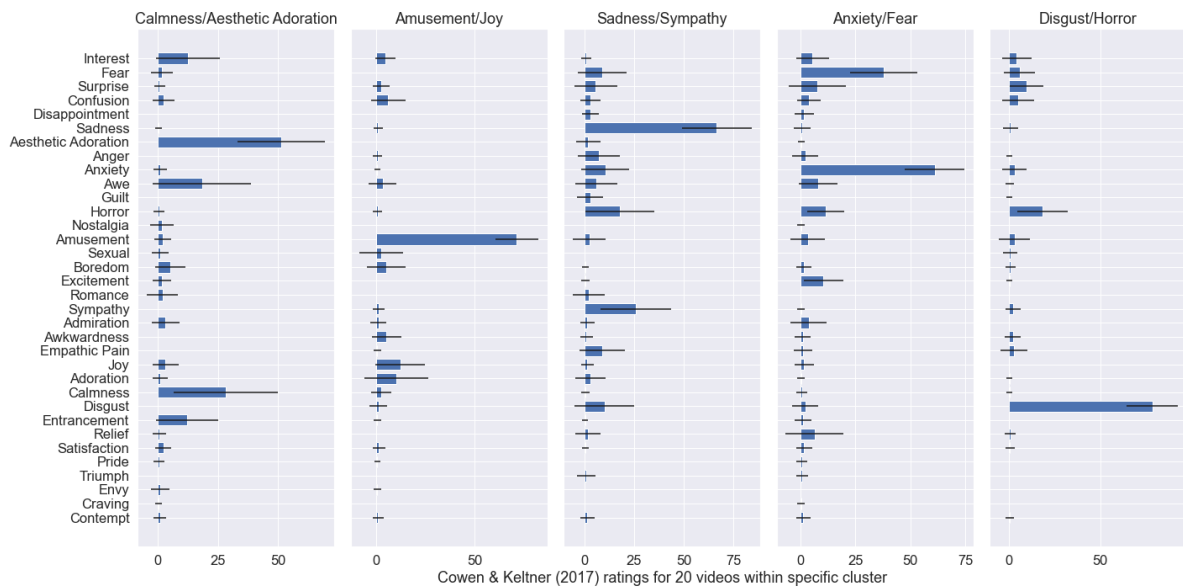 Calmness/Aesthetic Adoration Amusement/Joy Sadness/Sympathy Anxiety/Fear Disgust/Horror
Interest
Fear
Surprise
Confusion
Disappointment
Sadness
Aesthetic Adoration
Anger
Anxiety
Awe
Guilt
Horror
Nostalgia
Amusement
Sexual
Boredom
Excitement
Romance
Sympathy
Admiration
Awkwardness
Empathic Pain
Joy
Adoration
Calmness
Disgust
Entrancement
Relief
Satisfaction
Pride
Triumph
Envy
Craving
Contempt
0 25 50 0 50 0 25 50 75 0 25 50 75 0 50
Cowen & Keltner (2017) ratings for 20 videos within specific cluster